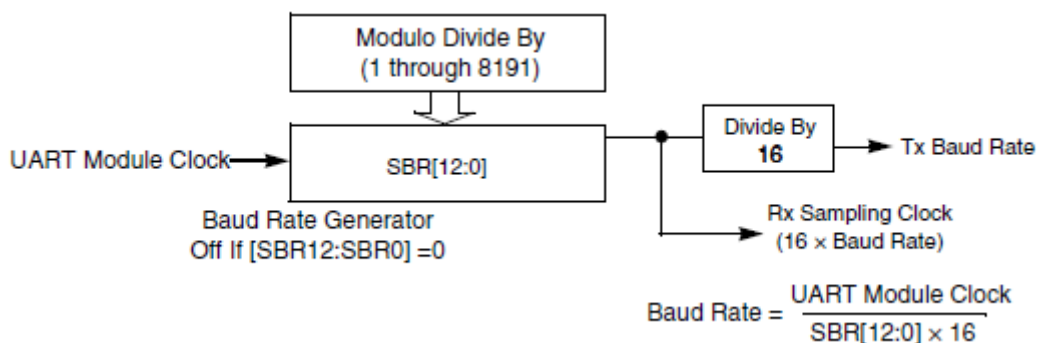 Modulo Divide By
(1 through 8191)
UART Module Clock
SBR[12:0]
Divide By
16
Tx Baud Rate
Baud Rate Generator
Off If [SBR12:SBR0] =0
Rx Sampling Clock
(16 × Baud Rate)
Baud Rate = UART Module Clock
SBR[12:0] × 16